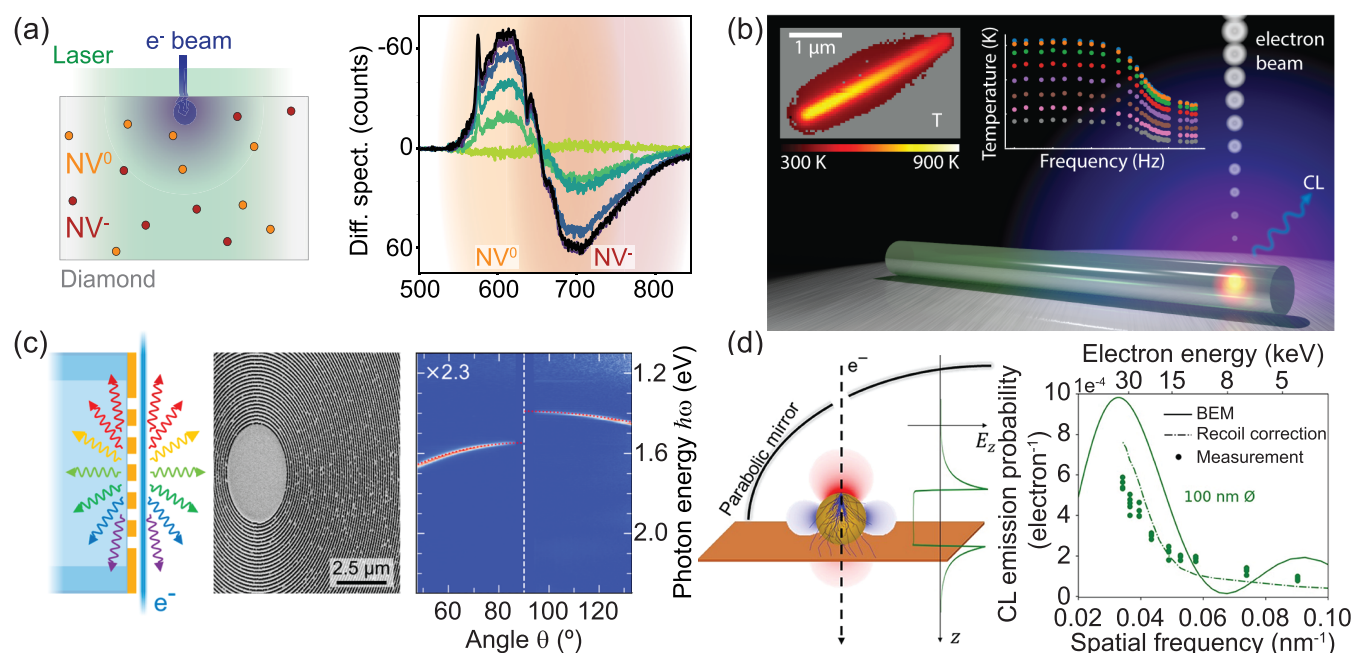 (a)
e⁻ beam
Laser
NV⁰
NV⁻
Diamond
Diff. spect. (counts)
-60
0
60
NV⁰
NV⁻
500
600
700
800
(b)
1 µm
T
300 K
900 K
Temperature (K)
Frequency (Hz)
electron
beam
CL
(c)
e⁻
2.5 µm
×2.3
1.2
1.6
2.0
Photon energy ħω (eV)
60
80
100
120
Angle θ (º)
(d)
e⁻
Parabolic mirror
E_z
z
Electron energy (keV)
1e⁻⁴
30
15
8
5
CL emission probability
(electron⁻¹)
10
8
6
4
2
0
BEM
Recoil correction
Measurement
100 nm Ø
0.02
0.04
0.06
0.08
0.10
Spatial frequency (nm⁻¹)